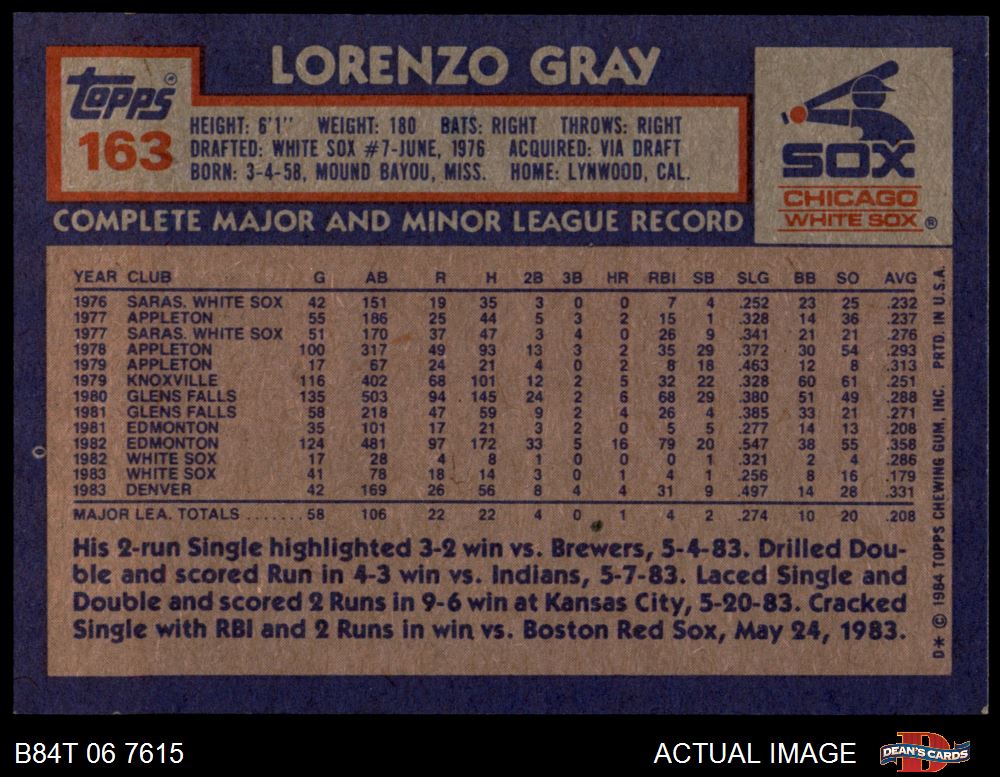 LORENZO GRAY
Topps®
163
HEIGHT: 6'1" WEIGHT: 180 BATS: RIGHT THROWS: RIGHT
DRAFTED: WHITE SOX #7-JUNE, 1976 ACQUIRED: VIA DRAFT
BORN: 3-4-58, MOUND BAYOU, MISS. HOME: LYNWOOD, CAL.
SOX
CHICAGO
WHITE SOX ®
COMPLETE MAJOR AND MINOR LEAGUE RECORD
YEAR CLUB G AB R H 2B 3B HR RBI SB SLG BB SO AVG
1976 SARAS. WHITE SOX 42 151 19 35 3 0 0 7 4 .252 23 25 .232
1977 APPLETON 55 186 25 44 5 3 2 15 1 .328 14 36 .237
1977 SARAS. WHITE SOX 51 170 37 47 3 4 0 26 9 .341 21 21 .276
1978 APPLETON 100 317 49 93 13 3 2 35 29 .372 30 54 .293
1979 APPLETON 17 67 24 21 4 0 2 8 18 .463 12 8 .313
1979 KNOXVILLE 116 402 68 101 12 2 5 32 22 .328 60 61 .251
1980 GLENS FALLS 135 503 94 145 24 2 6 68 29 .380 51 49 .288
1981 GLENS FALLS 58 218 47 59 9 2 4 26 4 .385 33 21 .271
1981 EDMONTON 35 101 17 21 3 2 0 5 5 .277 14 13 .208
1982 EDMONTON 124 481 97 172 33 5 16 79 20 .547 38 55 .358
1982 WHITE SOX 17 28 4 8 1 0 0 0 1 .321 2 4 .286
1983 WHITE SOX 41 78 18 14 3 0 1 4 1 .256 8 16 .179
1983 DENVER 42 169 26 56 8 4 4 31 9 .497 14 28 .331
MAJOR LEA. TOTALS ....... 58 106 22 22 4 0 1 4 2 .274 10 20 .208
His 2-run Single highlighted 3-2 win vs. Brewers, 5-4-83. Drilled Dou-
ble and scored Run in 4-3 win vs. Indians, 5-7-83. Laced Single and
Double and scored 2 Runs in 9-6 win at Kansas City, 5-20-83. Cracked
Single with RBI and 2 Runs in win vs. Boston Red Sox, May 24, 1983.
D* © 1984 TOPPS CHEWING GUM, INC. PRTD. IN U.S.A.
B84T 06 7615
ACTUAL IMAGE
DEAN'S CARDS